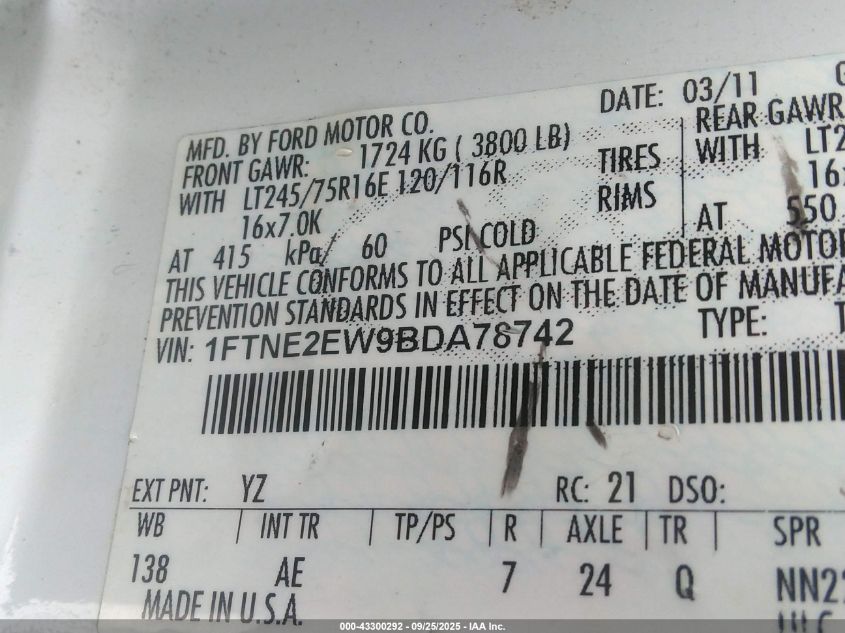 DATE: 03/11
MFD. BY FORD MOTOR CO.
FRONT GAWR: 1724 KG ( 3800 LB) REAR GAWR
WITH LT245/75R16E 120/116R TIRES WITH
16x7.0K RIMS
AT 415 kPa/ 60 PSI COLD AT 550
THIS VEHICLE CONFORMS TO ALL APPLICABLE FEDERAL MOTOR
PREVENTION STANDARDS IN EFFECT ON THE DATE OF
VIN: 1FTNE2EW9BDA78742 TYPE:
EXT PNT: YZ RC: 21 DSO:
WB INT TR TP/PS R AXLE TR SPR
138 AE 7 24 Q
MADE IN U.S.A.
000-43300292 - 09/25/2025 - IAA Inc.